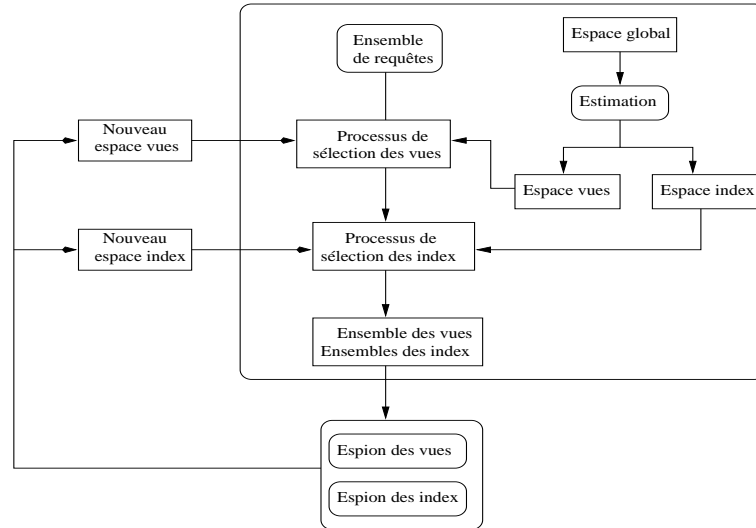 Ensemble
de requêtes
Espace global
Estimation
Nouveau
espace vues
Processus de
sélection des vues
Espace vues
Espace index
Nouveau
espace index
Processus de
sélection des index
Ensemble des vues
Ensembles des index
Espion des vues
Espion des index